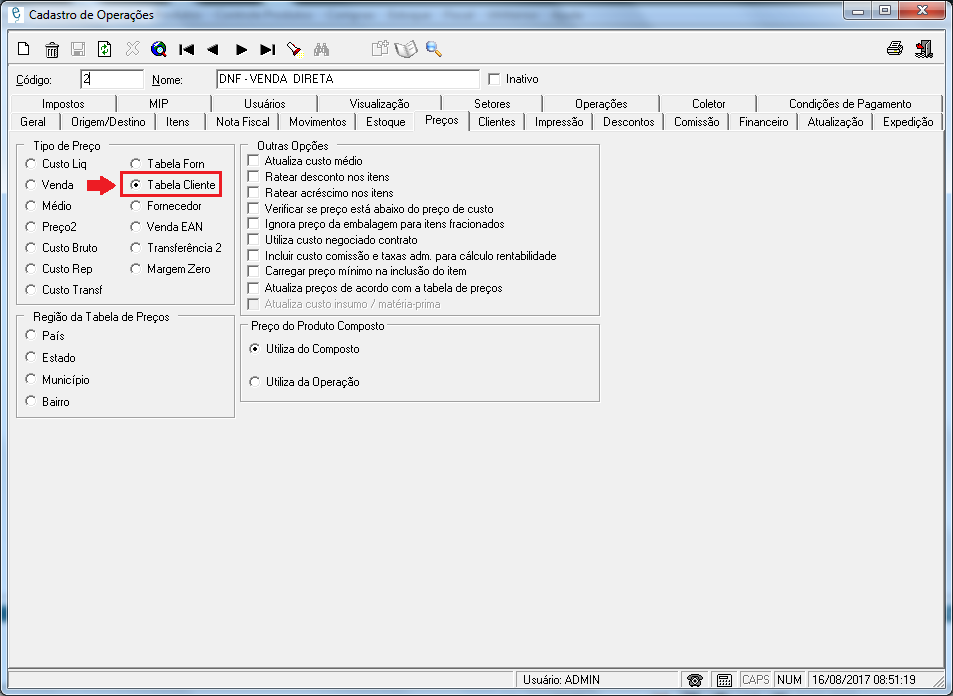 Cadastro de Operações
Código: 2 Nome: DNF - VENDA DIRETA Inativo
Impostos MIP Usuários Visualização Setores Operações Coletor Condições de Pagamento
Geral Origem/Destino Itens Nota Fiscal Movimentos Estoque Preços Clientes Impressão Descontos Comissão Financeiro Atualização Expedição
Tipo de Preço
Custo Liq Tabela Forn
Venda Tabela Cliente
Médio Fornecedor
Preço2 Venda EAN
Custo Bruto Transferência 2
Custo Rep Margem Zero
Custo Transf
Região da Tabela de Preços
País
Estado
Município
Bairro
Outras Opções
Atualiza custo médio
Ratear desconto nos itens
Ratear acréscimo nos itens
Verificar se preço está abaixo do preço de custo
Ignora preço da embalagem para itens fracionados
Utiliza custo negociado contrato
Incluir custo comissão e taxas adm. para cálculo rentabilidade
Carregar preço mínimo na inclusão do item
Atualiza preços de acordo com a tabela de preços
Atualiza custo insumo / matéria-prima
Preço do Produto Composto
Utiliza do Composto
Utiliza da Operação
Usuário: ADMIN CAPS NUM 16/08/2017 08:51:19